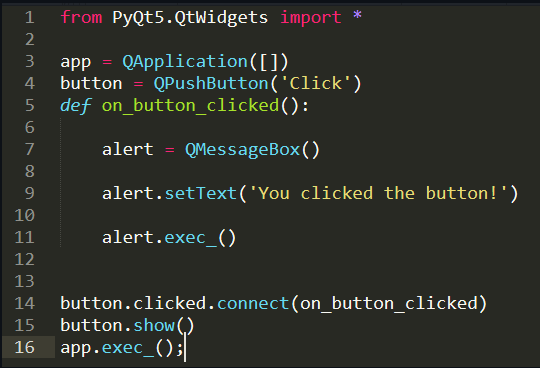 1 from PyQt5.QtWidgets import *
2
3 app = QApplication([])
4 button = QPushButton('Click')
5 def on_button_clicked():
6
7     alert = QMessageBox()
8
9     alert.setText('You clicked the button!')
10
11     alert.exec_()
12
13
14 button.clicked.connect(on_button_clicked)
15 button.show()
16 app.exec_();